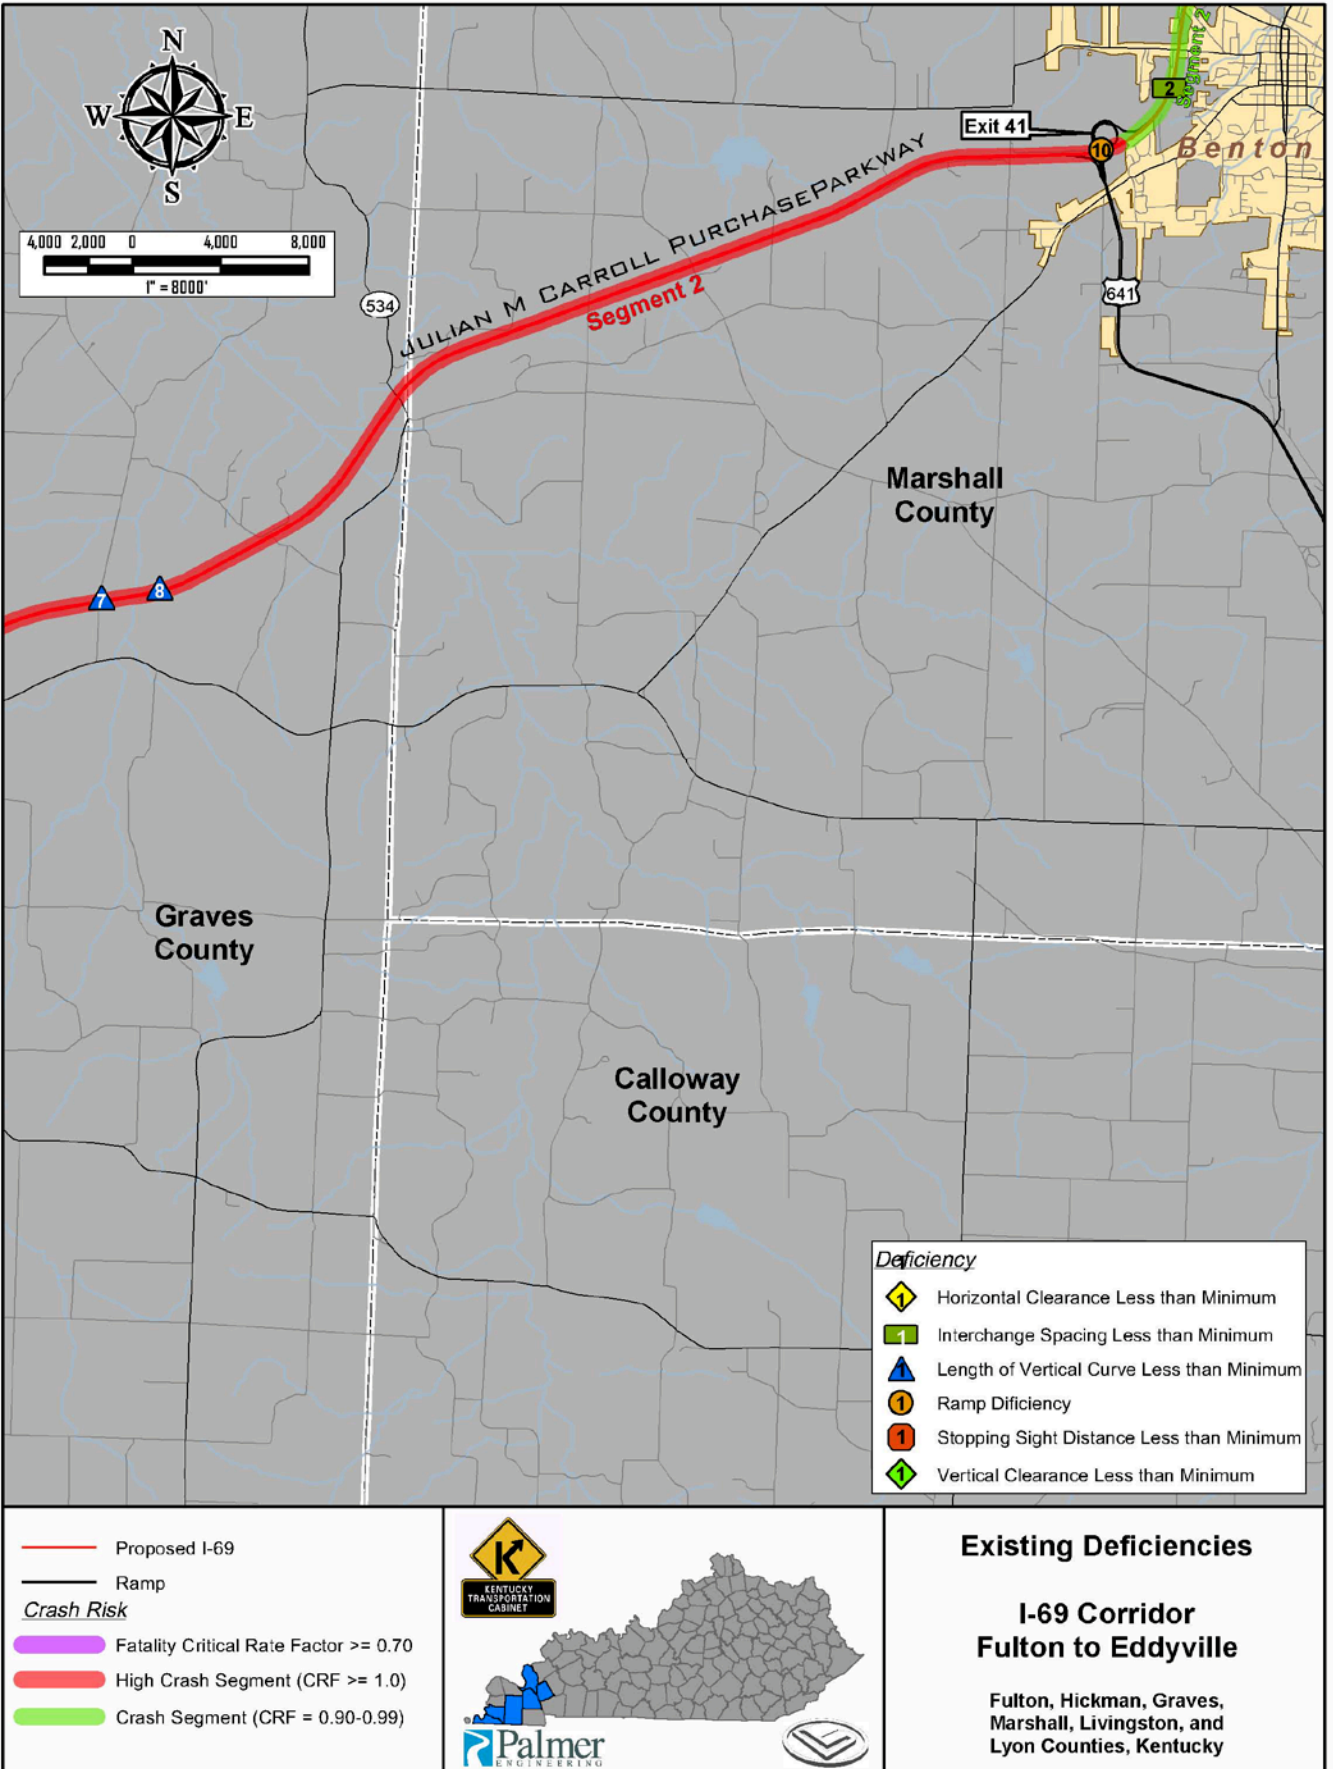 N
W E
S
4,000 2,000 0 4,000 8,000
1" = 8000'
534
JULIAN M CARROLL PURCHASE PARKWAY
Segment 2
Segment 2
2
Exit 41
10
Benton
1
641
Marshall
County
7
8
Graves
County
Calloway
County
Deficiency
1
1 Horizontal Clearance Less than Minimum
1 Interchange Spacing Less than Minimum
1 Length of Vertical Curve Less than Minimum
1 Ramp Dificiency
1 Stopping Sight Distance Less than Minimum
1 Vertical Clearance Less than Minimum
Proposed I-69
Ramp
Crash Risk
Fatality Critical Rate Factor >= 0.70
High Crash Segment (CRF >= 1.0)
Crash Segment (CRF = 0.90-0.99)
K
KENTUCKY
TRANSPORTATION
CABINET
Palmer
ENGINEERING
Existing Deficiencies
I-69 Corridor
Fulton to Eddyville
Fulton, Hickman, Graves,
Marshall, Livingston, and
Lyon Counties, Kentucky